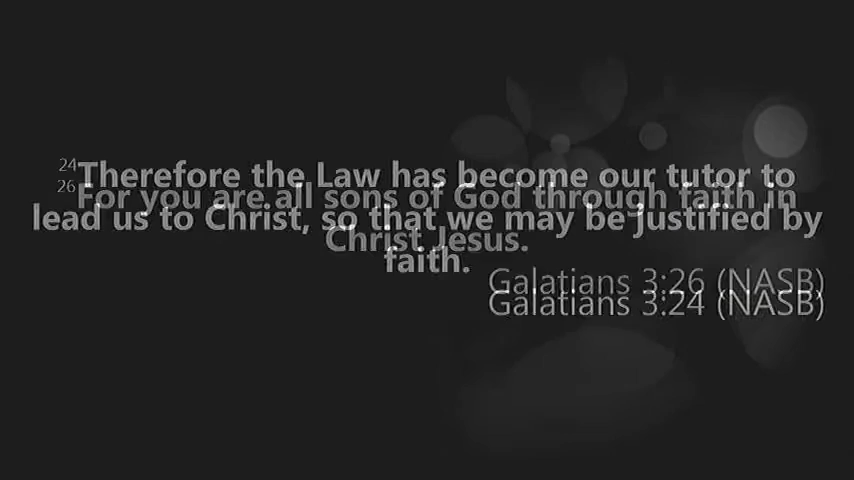 24 Therefore the Law has become our tutor to
lead us to Christ, so that we may be justified by
faith.
Galatians 3:24 (NASB)
26 For you are all sons of God through faith in
Christ Jesus.
Galatians 3:26 (NASB)